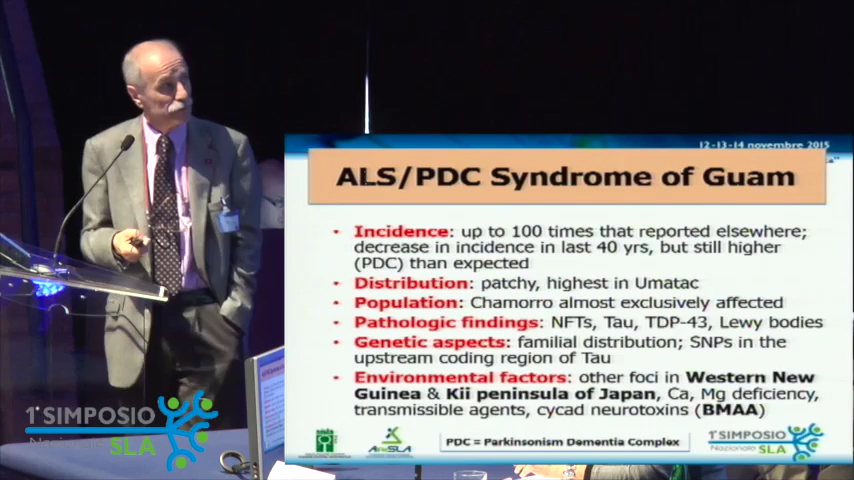 12-13-14 novembre 2015
ALS/PDC Syndrome of Guam
• Incidence: up to 100 times that reported elsewhere;
decrease in incidence in last 40 yrs, but still higher
(PDC) than expected
• Distribution: patchy, highest in Umatac
• Population: Chamorro almost exclusively affected
• Pathologic findings: NFTs, Tau, TDP-43, Lewy bodies
• Genetic aspects: familial distribution; SNPs in the
upstream coding region of Tau
• Environmental factors: other foci in Western New
Guinea & Kii peninsula of Japan, Ca, Mg deficiency,
transmissible agents, cycad neurotoxins (BMAA)
PDC = Parkinsonism Dementia Complex
1° SIMPOSIO
Nazionale SLA
1° SIMPOSIO
Nazionale SLA